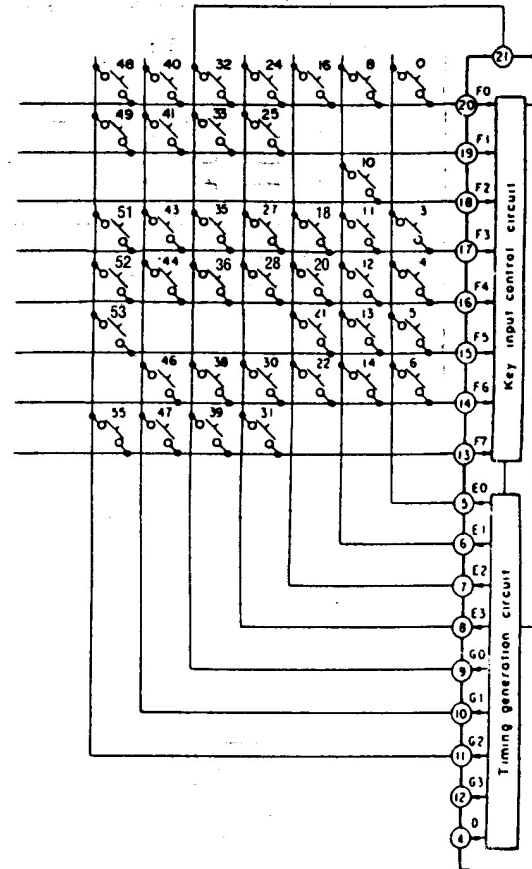 21
48 40 32 24 16 8 0
20 F0
49 41 33 25
19 F1
10
18 F2
51 43 35 27 18 11 3
17 F3
52 44 36 28 20 12 4
16 F4
53 21 13 5
15 F5
46 38 30 22 14 6
14 F6
55 47 39 31
13 F7
Key input control circuit
5 E0
6 E1
7 E2
8 E3
9 G0
10 G1
11 G2
12 G3
4 D
Timing generation circuit